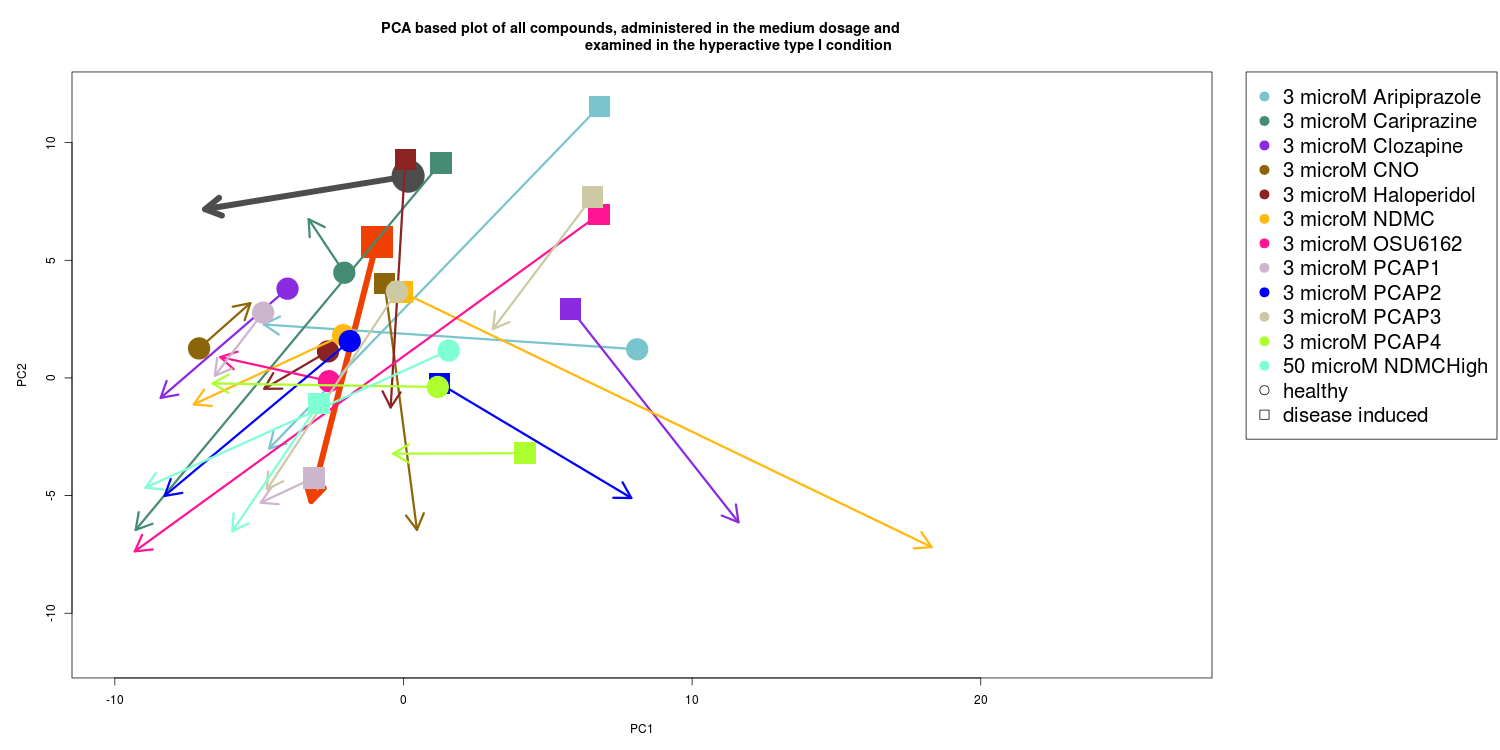 PCA based plot of all compounds, administered in the medium dosage and
examined in the hyperactive type I condition
10
5
0
-5
-10
PC2
-10
0
10
20
PC1
3 microM Aripiprazole
3 microM Cariprazine
3 microM Clozapine
3 microM CNO
3 microM Haloperidol
3 microM NDMC
3 microM OSU6162
3 microM PCAP1
3 microM PCAP2
3 microM PCAP3
3 microM PCAP4
50 microM NDMCHigh
healthy
disease induced